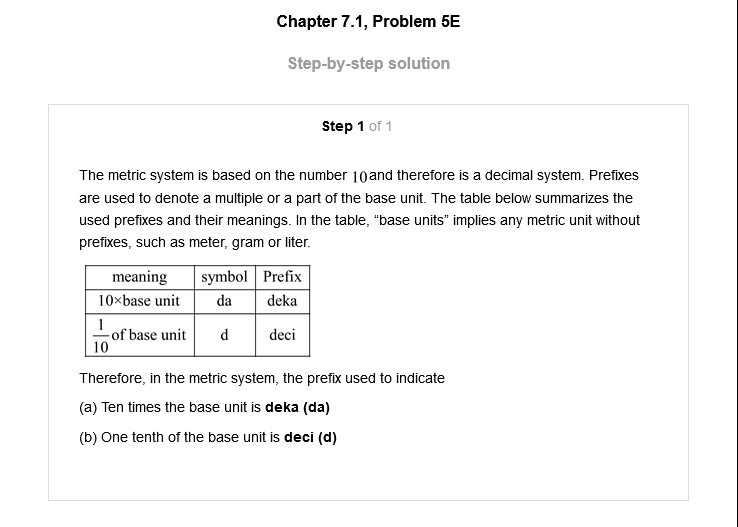 Chapter 7.1, Problem 5E
Step-by-step solution
Step 1 of 1
The metric system is based on the number 10and therefore is a decimal system. Prefixes
are used to denote a multiple or a part of the base unit. The table below summarizes the
used prefixes and their meanings. In the table, “base units” implies any metric unit without
prefixes, such as meter, gram or liter.
meaning symbol Prefix
10×base unit da deka
1/10 of base unit d deci
Therefore, in the metric system, the prefix used to indicate
(a) Ten times the base unit is deka (da)
(b) One tenth of the base unit is deci (d)